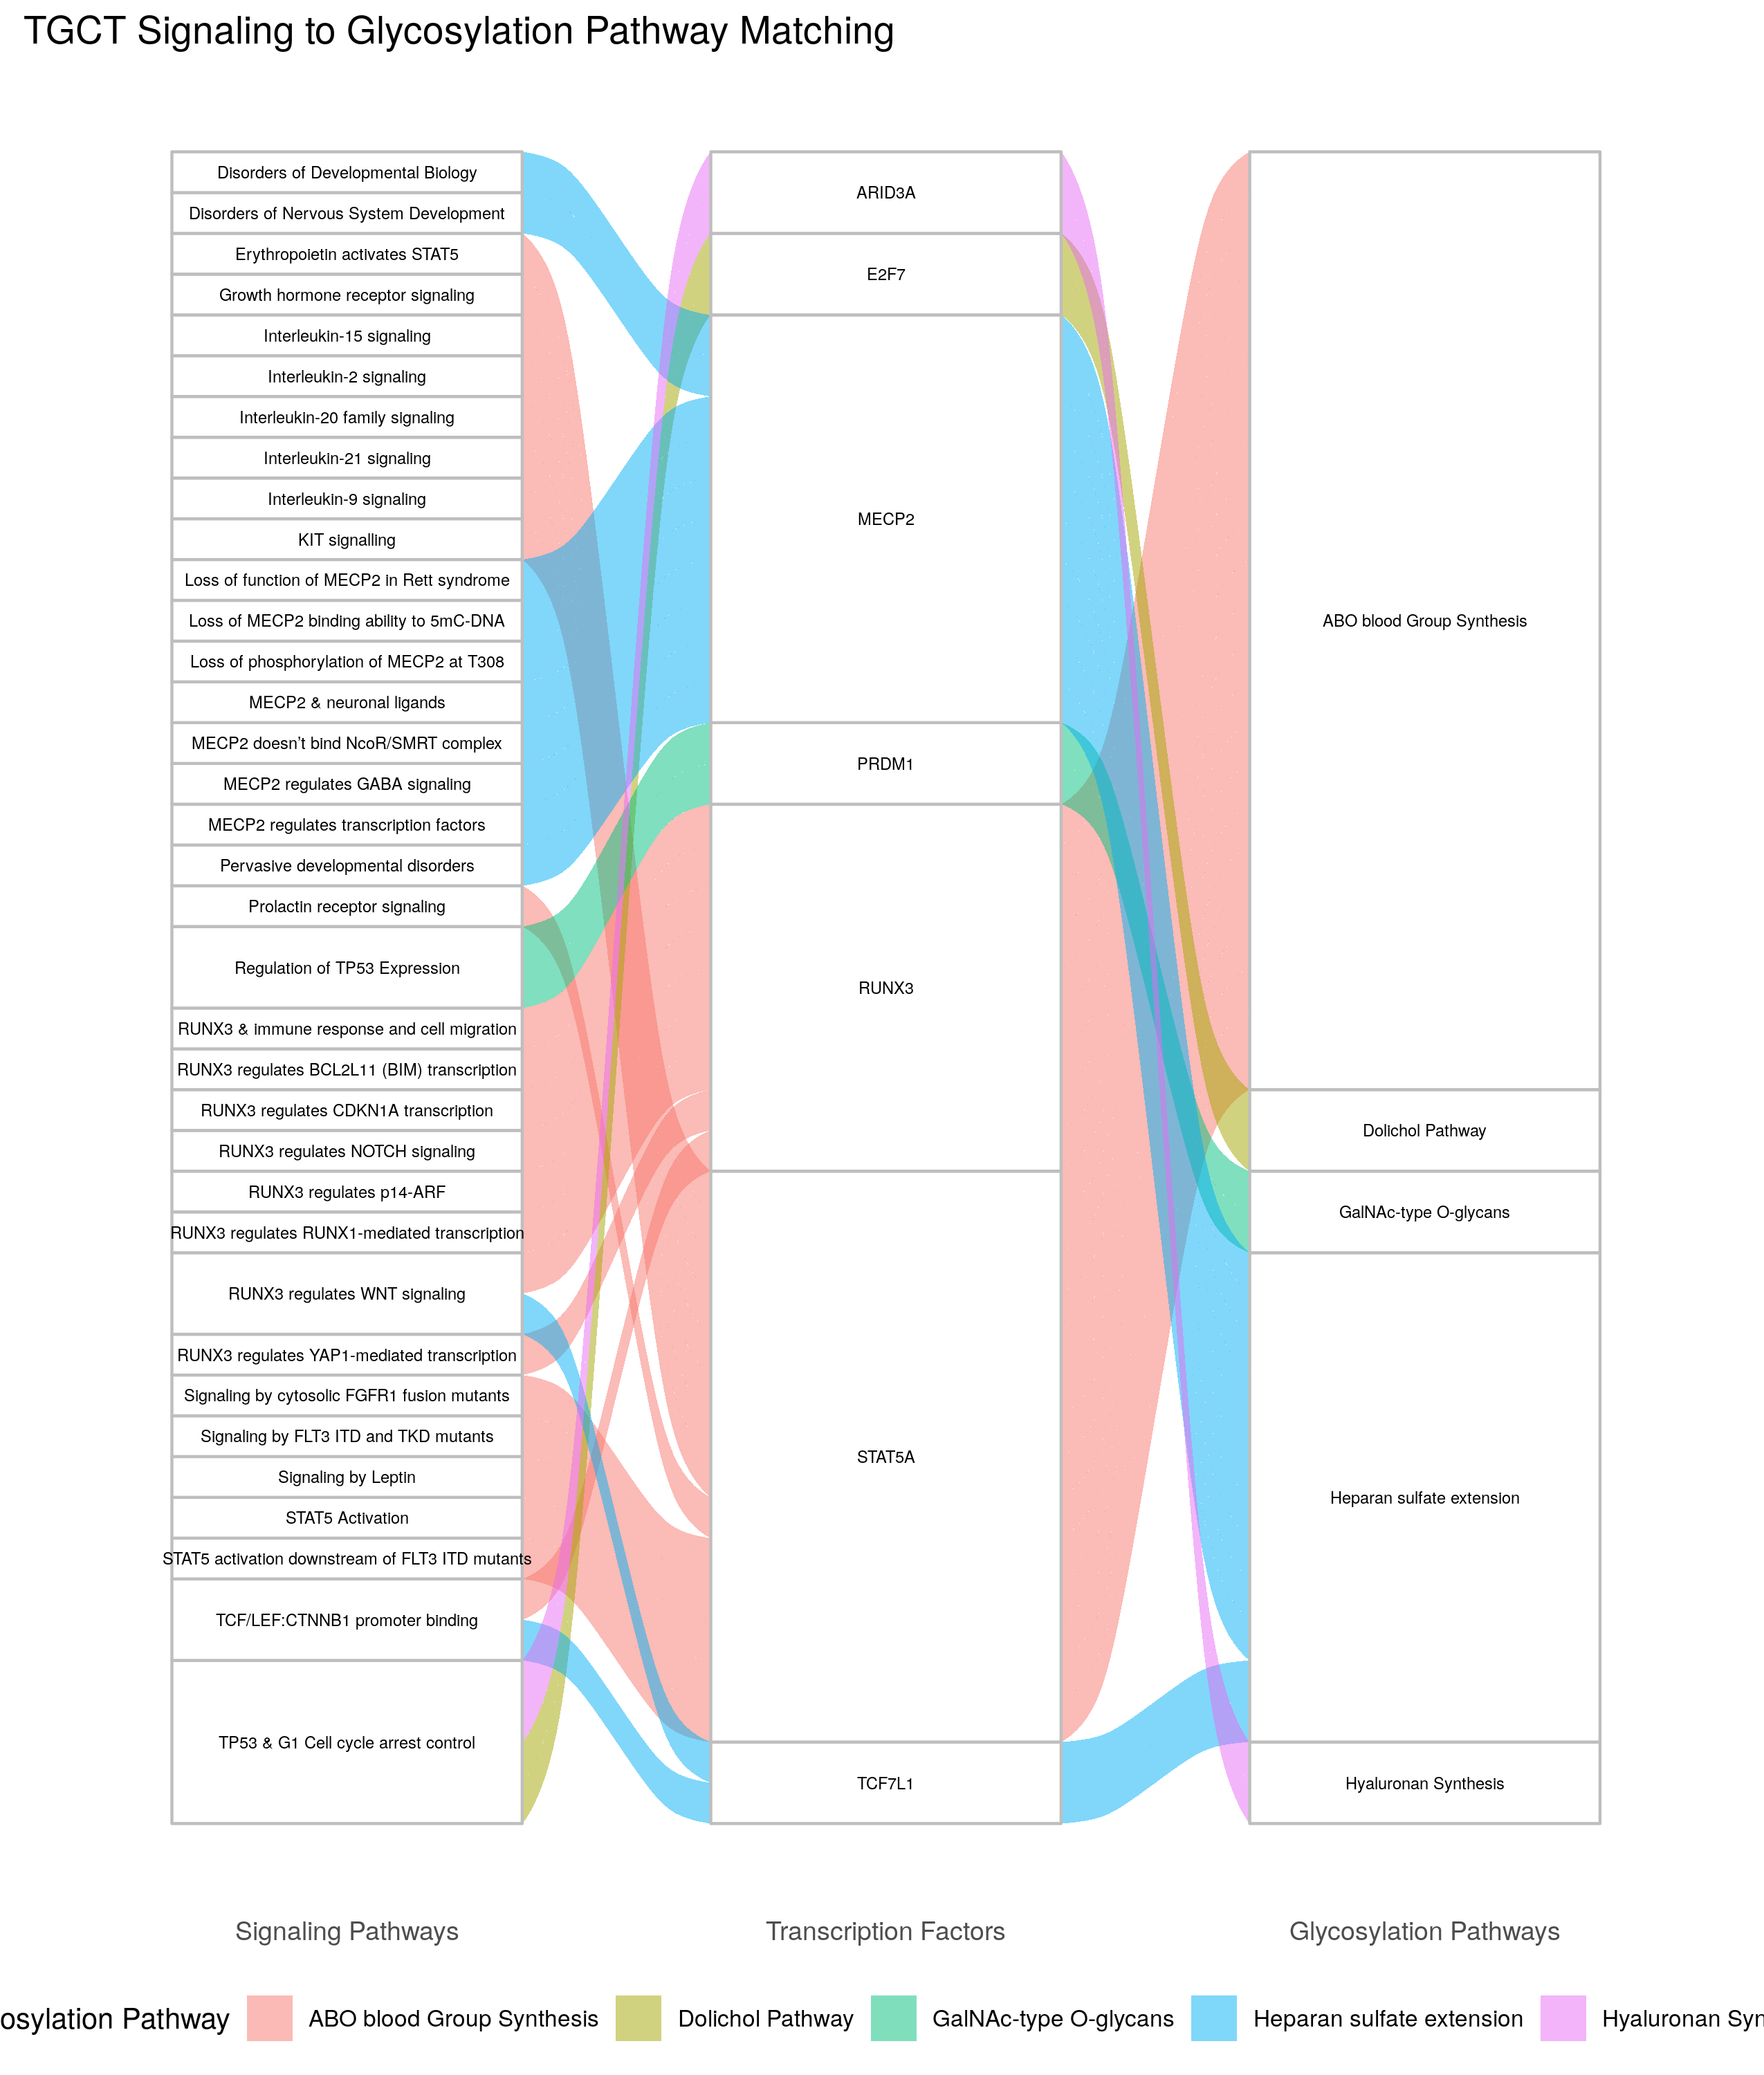 TGCT Signaling to Glycosylation Pathway Matching
Disorders of Developmental Biology
Disorders of Nervous System Development
Erythropoietin activates STAT5
Growth hormone receptor signaling
Interleukin-15 signaling
Interleukin-2 signaling
Interleukin-20 family signaling
Interleukin-21 signaling
Interleukin-9 signaling
KIT signalling
Loss of function of MECP2 in Rett syndrome
Loss of MECP2 binding ability to 5mC-DNA
Loss of phosphorylation of MECP2 at T308
MECP2 & neuronal ligands
MECP2 doesn't bind NcoR/SMRT complex
MECP2 regulates GABA signaling
MECP2 regulates transcription factors
Pervasive developmental disorders
Prolactin receptor signaling
Regulation of TP53 Expression
RUNX3 & immune response and cell migration
RUNX3 regulates BCL2L11 (BIM) transcription
RUNX3 regulates CDKN1A transcription
RUNX3 regulates NOTCH signaling
RUNX3 regulates p14-ARF
RUNX3 regulates RUNX1-mediated transcription
RUNX3 regulates WNT signaling
RUNX3 regulates YAP1-mediated transcription
Signaling by cytosolic FGFR1 fusion mutants
Signaling by FLT3 ITD and TKD mutants
Signaling by Leptin
STAT5 Activation
STAT5 activation downstream of FLT3 ITD mutants
TCF/LEF:CTNNB1 promoter binding
TP53 & G1 Cell cycle arrest control
ARID3A
E2F7
MECP2
PRDM1
RUNX3
STAT5A
TCF7L1
ABO blood Group Synthesis
Dolichol Pathway
GalNAc-type O-glycans
Heparan sulfate extension
Hyaluronan Synthesis
Signaling Pathways
Transcription Factors
Glycosylation Pathways
osylation Pathway
ABO blood Group Synthesis
Dolichol Pathway
GalNAc-type O-glycans
Heparan sulfate extension
Hyaluronan Syn